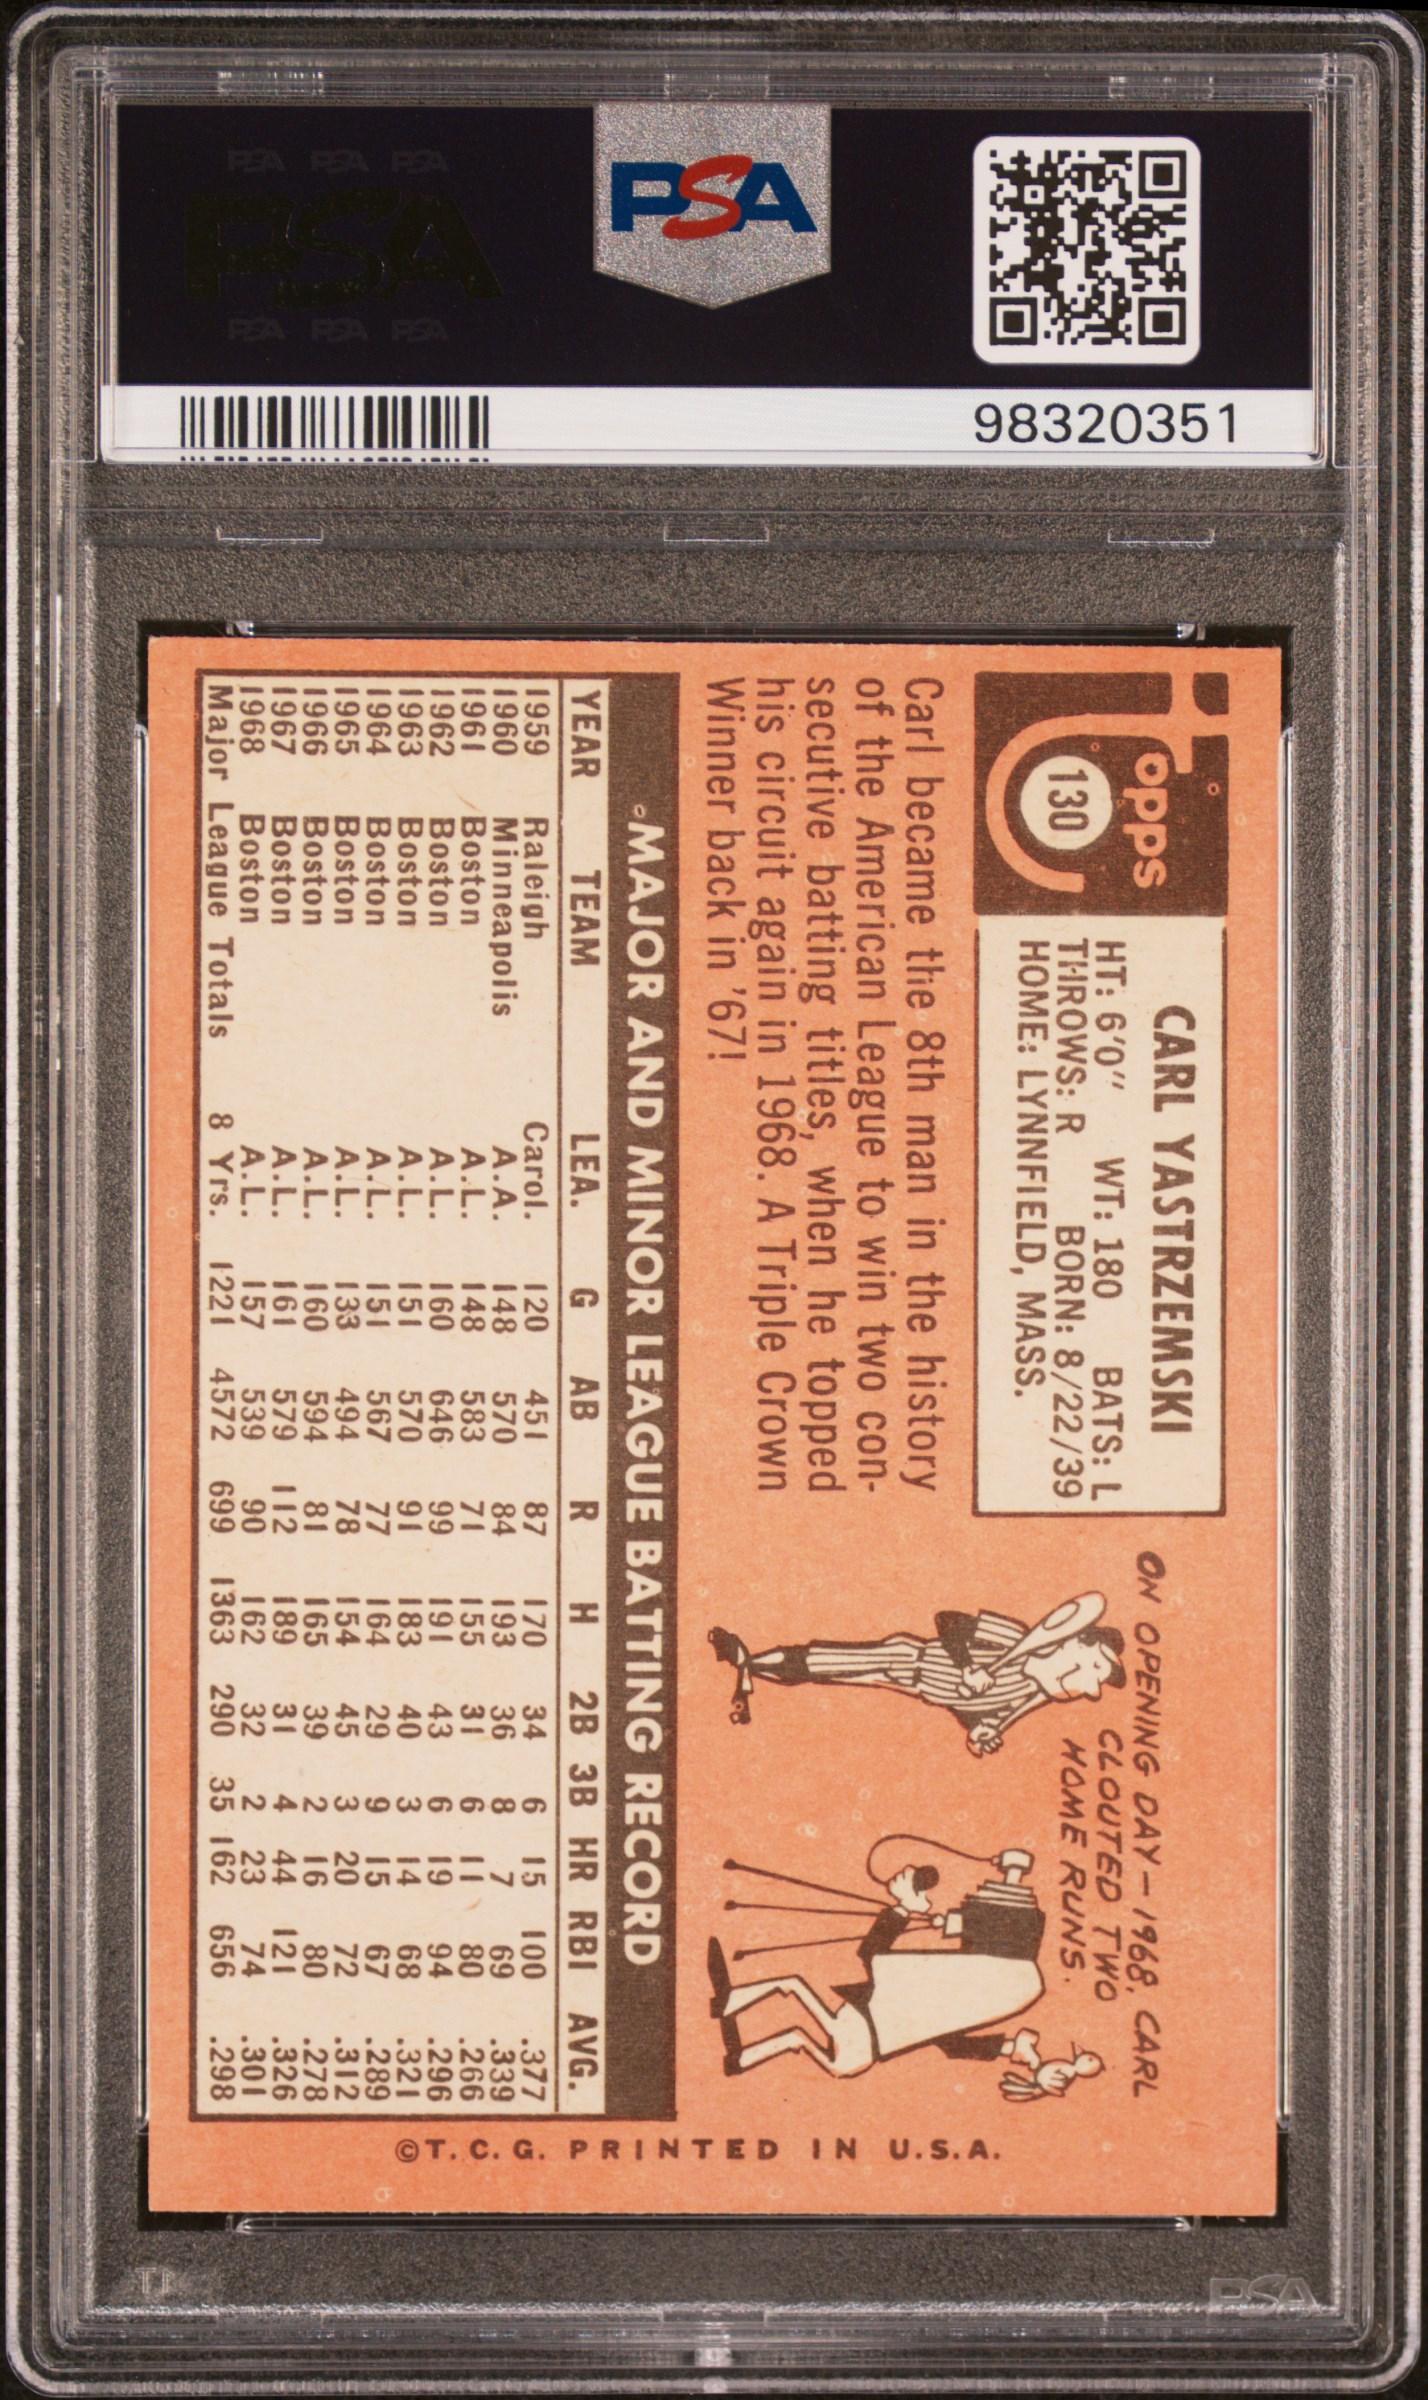 PSA PSA PSA
PSA
PSA PSA PSA
PSA
98320351
Topps
130
CARL YASTRZEMSKI
HT: 6'0" WT: 180 BATS: L
THROWS: R BORN: 8/22/39
HOME: LYNNFIELD, MASS.
ON OPENING DAY—1968, CARL
CLOUTED TWO
HOME RUNS.
Carl became the 8th man in the history
of the American League to win two con-
secutive batting titles, when he topped
his circuit again in 1968. A Triple Crown
Winner back in '67!
MAJOR AND MINOR LEAGUE BATTING RECORD
YEAR TEAM LEA. G AB R H 2B 3B HR RBI AVG.
1959 Raleigh Carol. 120 451 87 170 34 6 15 100 .377
1960 Minneapolis A.A. 148 570 84 193 36 8 7 69 .339
1961 Boston A.L. 148 583 71 155 31 6 11 80 .266
1962 Boston A.L. 160 646 99 191 43 6 19 94 .296
1963 Boston A.L. 151 570 91 183 40 3 14 68 .321
1964 Boston A.L. 151 567 77 164 29 9 15 67 .289
1965 Boston A.L. 133 494 78 154 45 3 20 72 .312
1966 Boston A.L. 160 594 81 165 39 2 16 80 .278
1967 Boston A.L. 161 579 112 189 31 4 44 121 .326
1968 Boston A.L. 157 539 90 162 32 2 23 74 .301
Major League Totals 8 Yrs. 1221 4572 699 1363 290 35 162 656 .298
©T.C.G. PRINTED IN U.S.A.
PSA